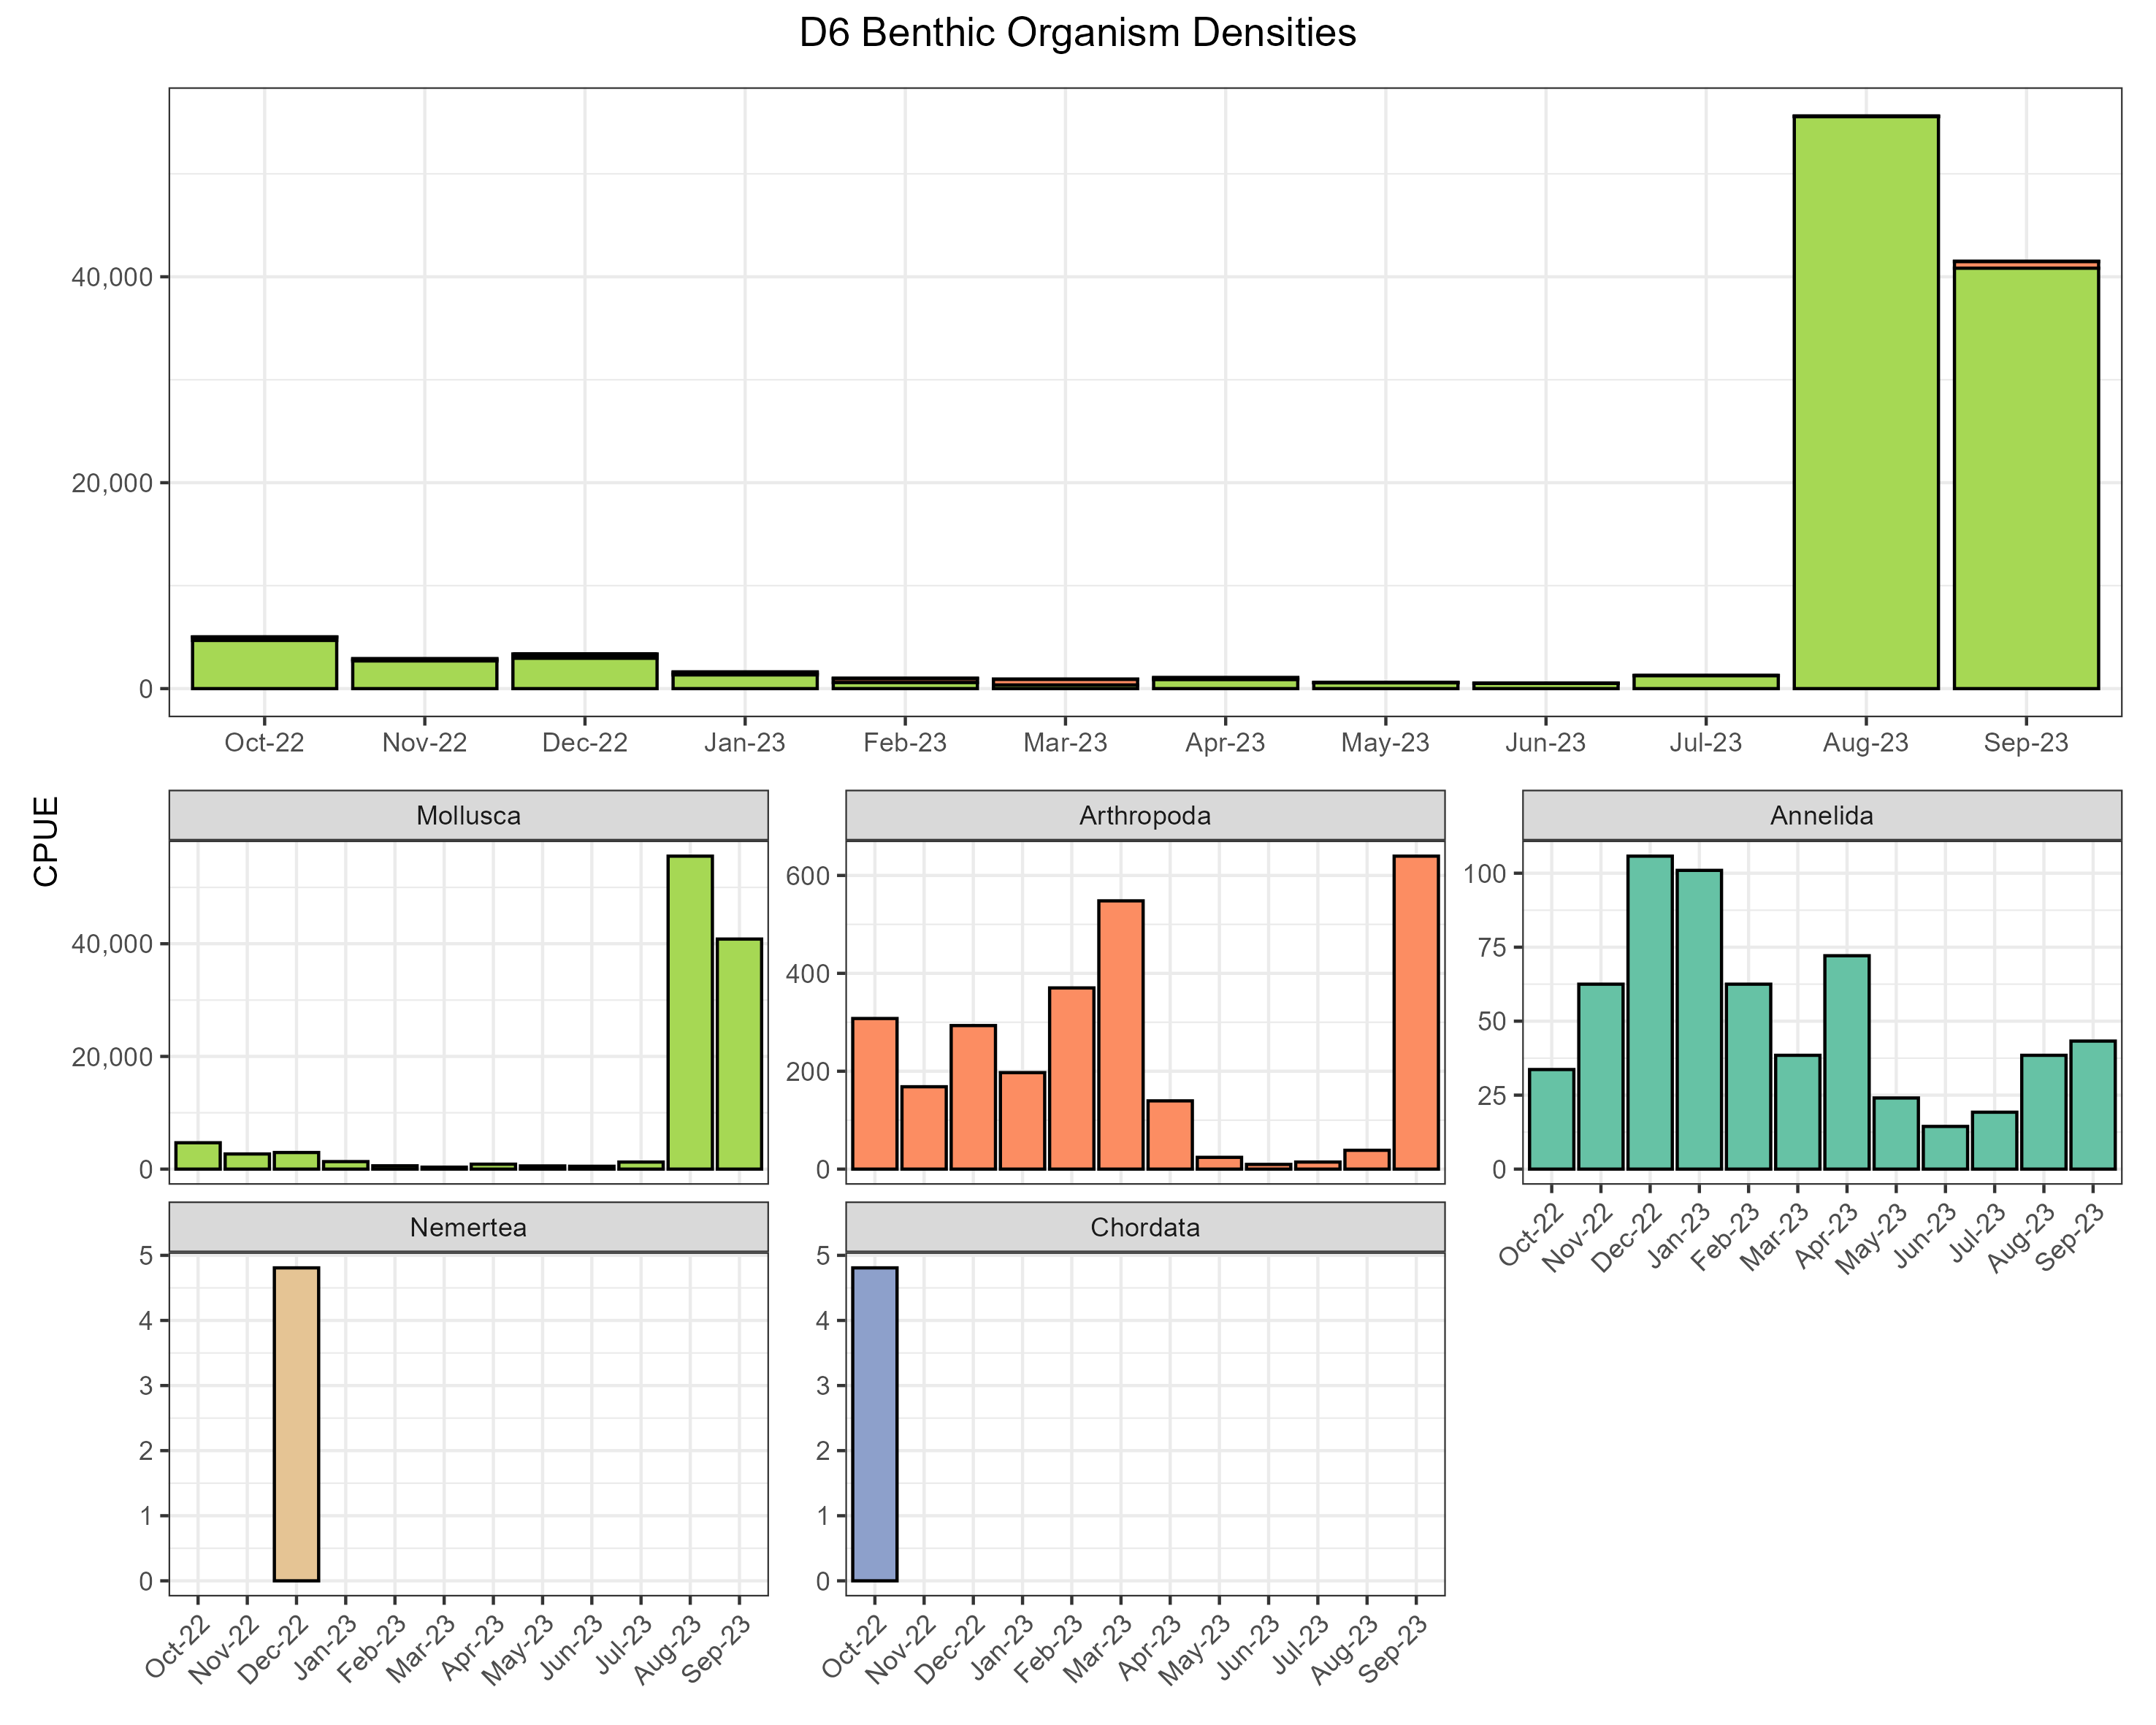 D6 Benthic Organism Densities
40,000
20,000
0
Oct-22 Nov-22 Dec-22 Jan-23 Feb-23 Mar-23 Apr-23 May-23 Jun-23 Jul-23 Aug-23 Sep-23
CPUE
Mollusca
40,000
20,000
0
Arthropoda
600
400
200
0
Annelida
100
75
50
25
0
Oct-22 Nov-22 Dec-22 Jan-23 Feb-23 Mar-23 Apr-23 May-23 Jun-23 Jul-23 Aug-23 Sep-23
Nemertea
5
4
3
2
1
0
Oct-22 Nov-22 Dec-22 Jan-23 Feb-23 Mar-23 Apr-23 May-23 Jun-23 Jul-23 Aug-23 Sep-23
Chordata
5
4
3
2
1
0
Oct-22 Nov-22 Dec-22 Jan-23 Feb-23 Mar-23 Apr-23 May-23 Jun-23 Jul-23 Aug-23 Sep-23